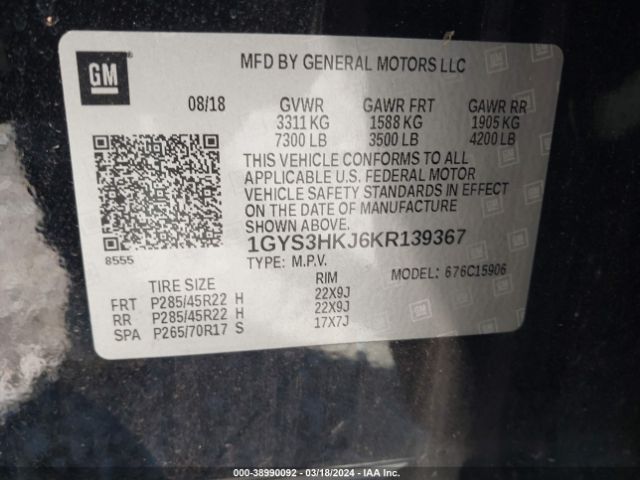 GM
MFD BY GENERAL MOTORS LLC
08/18 GVWR GAWR FRT GAWR RR
3311 KG 1588 KG 1905 KG
7300 LB 3500 LB 4200 LB
THIS VEHICLE CONFORMS TO ALL
APPLICABLE U.S. FEDERAL MOTOR
VEHICLE SAFETY STANDARDS IN EFFECT
ON THE DATE OF MANUFACTURE
SHOWN ABOVE.
8555
1GYS3HKJ6KR139367
TYPE: M.P.V. MODEL: 676C15906
TIRE SIZE RIM
FRT P285/45R22 H 22X9J
RR P285/45R22 H 22X9J
SPA P265/70R17 S 17X7J
000-38990092 — 03/18/2024 — IAA Inc.